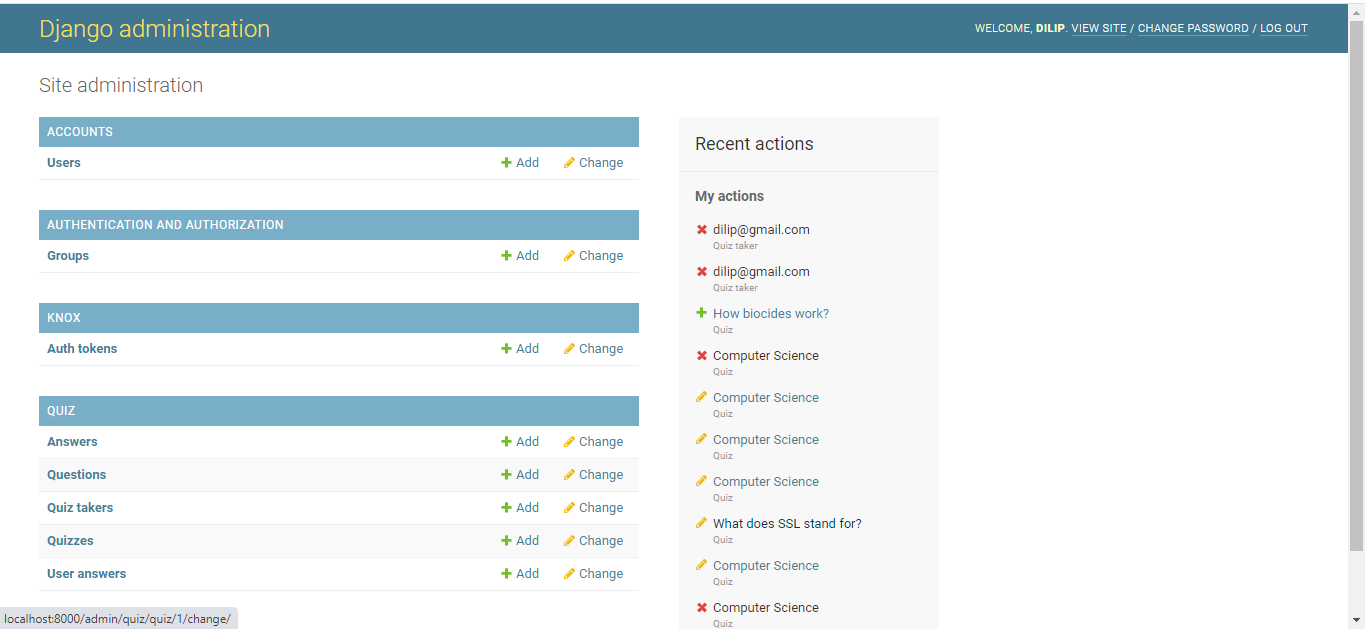 Django administration
WELCOME, DILIP. VIEW SITE / CHANGE PASSWORD / LOG OUT
Site administration
ACCOUNTS
Users Add Change
AUTHENTICATION AND AUTHORIZATION
Groups Add Change
KNOX
Auth tokens Add Change
QUIZ
Answers Add Change
Questions Add Change
Quiz takers Add Change
Quizzes Add Change
User answers Add Change
Recent actions
My actions
dilip@gmail.com
Quiz taker
dilip@gmail.com
Quiz taker
How biocides work?
Quiz
Computer Science
Quiz
Computer Science
Quiz
Computer Science
Quiz
Computer Science
Quiz
What does SSL stand for?
Quiz
Computer Science
Quiz
Computer Science
Quiz
localhost:8000/admin/quiz/quiz/1/change/